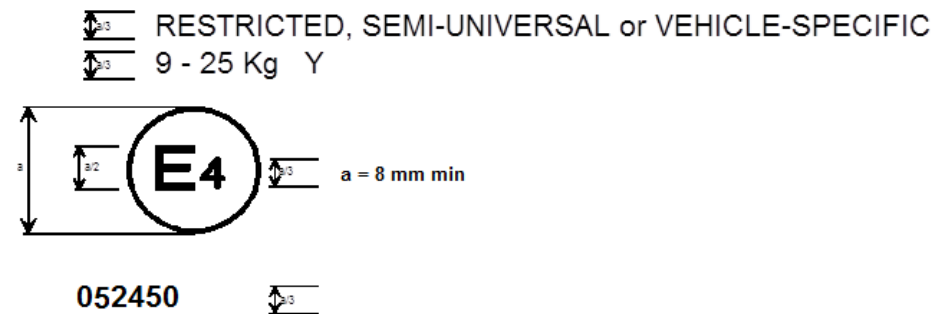 a/3 RESTRICTED, SEMI-UNIVERSAL or VEHICLE-SPECIFIC
a/3 9 - 25 Kg Y
a a/2 E4 a/3 a = 8 mm min
052450 a/3